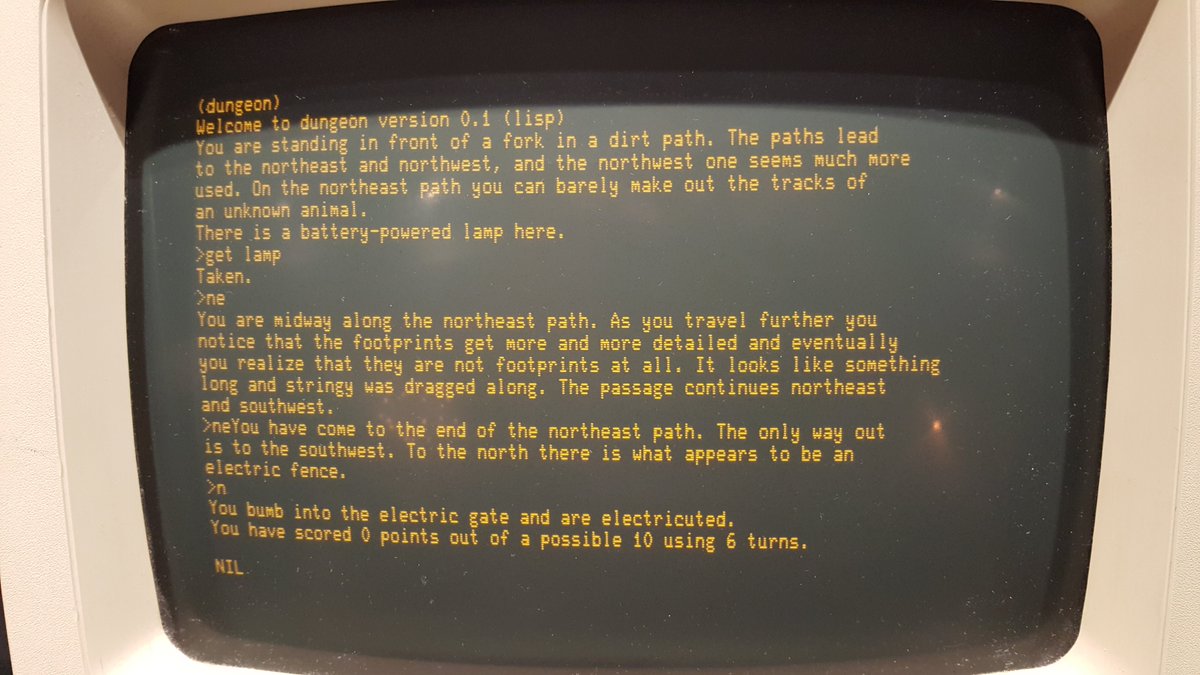 (dungeon)
Welcome to dungeon version 0.1 (lisp)
You are standing in front of a fork in a dirt path. The paths lead
to the northeast and northwest, and the northwest one seems much more
used. On the northeast path you can barely make out the tracks of
an unknown animal.
There is a battery-powered lamp here.
>get lamp
Taken.
>ne
You are midway along the northeast path. As you travel further you
notice that the footprints get more and more detailed and eventually
you realize that they are not footprints at all. It looks like something
long and stringy was dragged along. The passage continues northeast
and southwest.
>neYou have come to the end of the northeast path. The only way out
is to the southwest. To the north there is what appears to be an
electric fence.
>n
You bumb into the electric gate and are electricuted.
You have scored 0 points out of a possible 10 using 6 turns.
NIL